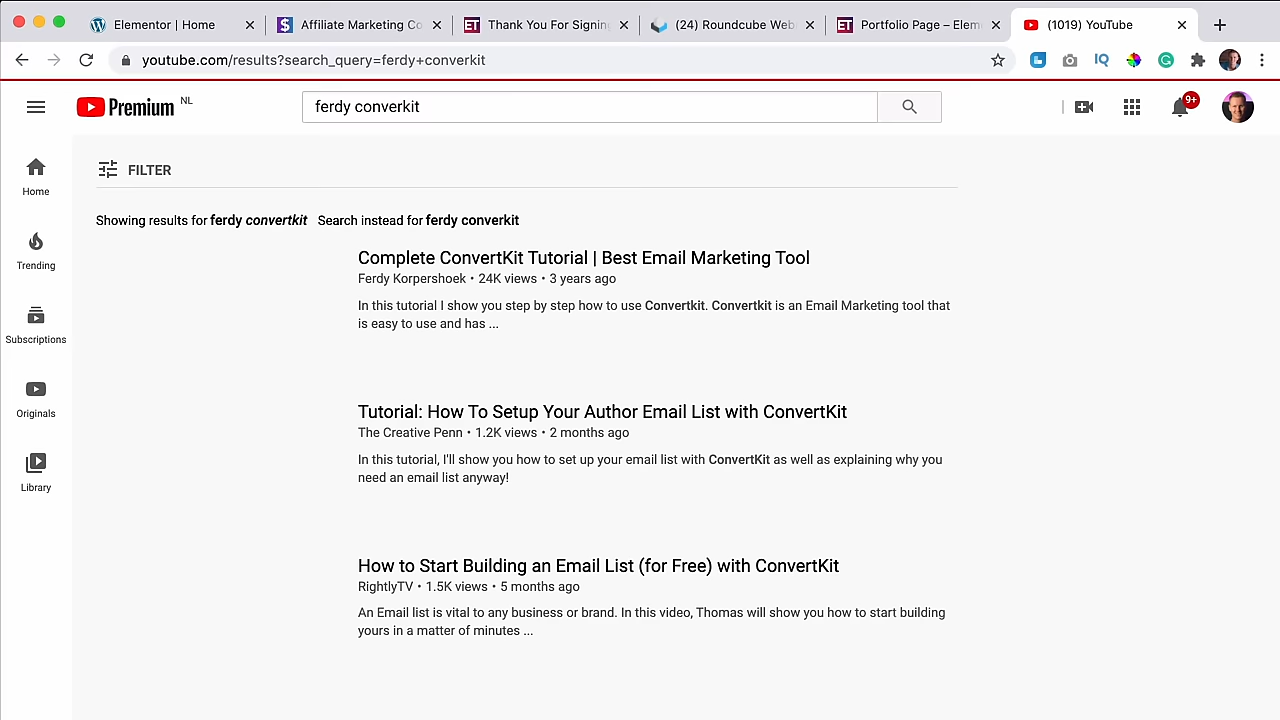 Elementor | Home
Affiliate Marketing Co
Thank You For Signing
(24) Roundcube Web
Portfolio Page – Elem
(1019) YouTube
youtube.com/results?search_query=ferdy+converkit
IQ
Premium NL
ferdy converkit
9+
Home
Trending
Subscriptions
Originals
Library
FILTER
Showing results for ferdy convertkit Search instead for ferdy converkit
Complete ConvertKit Tutorial | Best Email Marketing Tool
Ferdy Korpershoek • 24K views • 3 years ago
In this tutorial I show you step by step how to use Convertkit. Convertkit is an Email Marketing tool that
is easy to use and has ...
Tutorial: How To Setup Your Author Email List with ConvertKit
The Creative Penn • 1.2K views • 2 months ago
In this tutorial, I'll show you how to set up your email list with ConvertKit as well as explaining why you
need an email list anyway!
How to Start Building an Email List (for Free) with ConvertKit
RightlyTV • 1.5K views • 5 months ago
An Email list is vital to any business or brand. In this video, Thomas will show you how to start building
yours in a matter of minutes ...